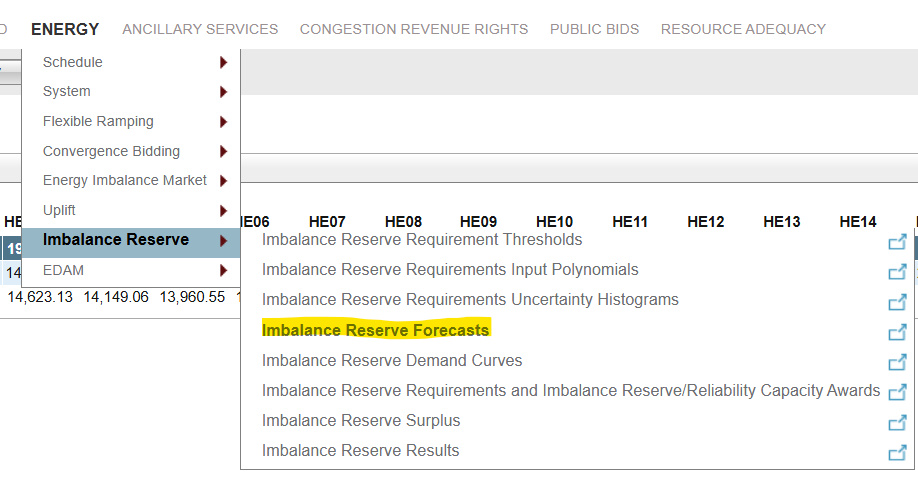 D ENERGY ANCILLARY SERVICES CONGESTION REVENUE RIGHTS PUBLIC BIDS RESOURCE ADEQUACY
Schedule
System
Flexible Ramping
Convergence Bidding
Energy Imbalance Market
Uplift
Imbalance Reserve
EDAM
HE E06 HE07 HE08 HE09 HE10 HE11 HE12 HE13 HE14
19
14
14,623.13 14,149.06 13,960.55
Imbalance Reserve Requirement Thresholds
Imbalance Reserve Requirements Input Polynomials
Imbalance Reserve Requirements Uncertainty Histograms
Imbalance Reserve Forecasts
Imbalance Reserve Demand Curves
Imbalance Reserve Requirements and Imbalance Reserve/Reliability Capacity Awards
Imbalance Reserve Surplus
Imbalance Reserve Results